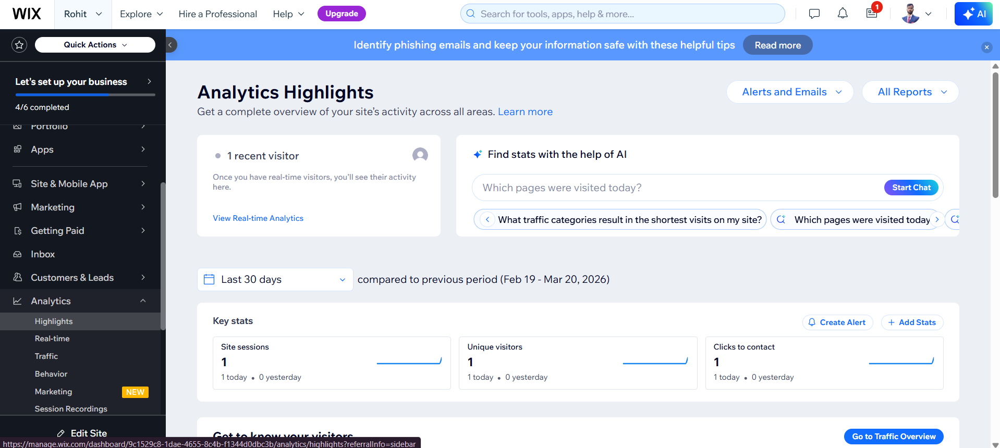 WIX
Rohit
Explore
Hire a Professional
Help
Upgrade
Search for tools, apps, help & more...
1
AI
Quick Actions
Identify phishing emails and keep your information safe with these helpful tips
Read more
Let's set up your business
4/6 completed
Portfolio
Apps
Site & Mobile App
Marketing
Getting Paid
Inbox
Customers & Leads
Analytics
Highlights
Real-time
Traffic
Behavior
Marketing
NEW
Session Recordings
Edit Site
Analytics Highlights
Get a complete overview of your site's activity across all areas. Learn more
Alerts and Emails
All Reports
1 recent visitor
Once you have real-time visitors, you'll see their activity
here.
View Real-time Analytics
Find stats with the help of AI
Which pages were visited today?
Start Chat
What traffic categories result in the shortest visits on my site?
Which pages were visited today
Last 30 days
compared to previous period (Feb 19 - Mar 20, 2026)
Key stats
Create Alert
Add Stats
Site sessions
1
1 today • 0 yesterday
Unique visitors
1
1 today • 0 yesterday
Clicks to contact
1
1 today • 0 yesterday
Get to know your visitors
Go to Traffic Overview
https://manage.wix.com/dashboard/9c1529c8-1dae-4655-8c4b-f1344d0dbc3b/analytics/highlights?referralInfo=sidebar